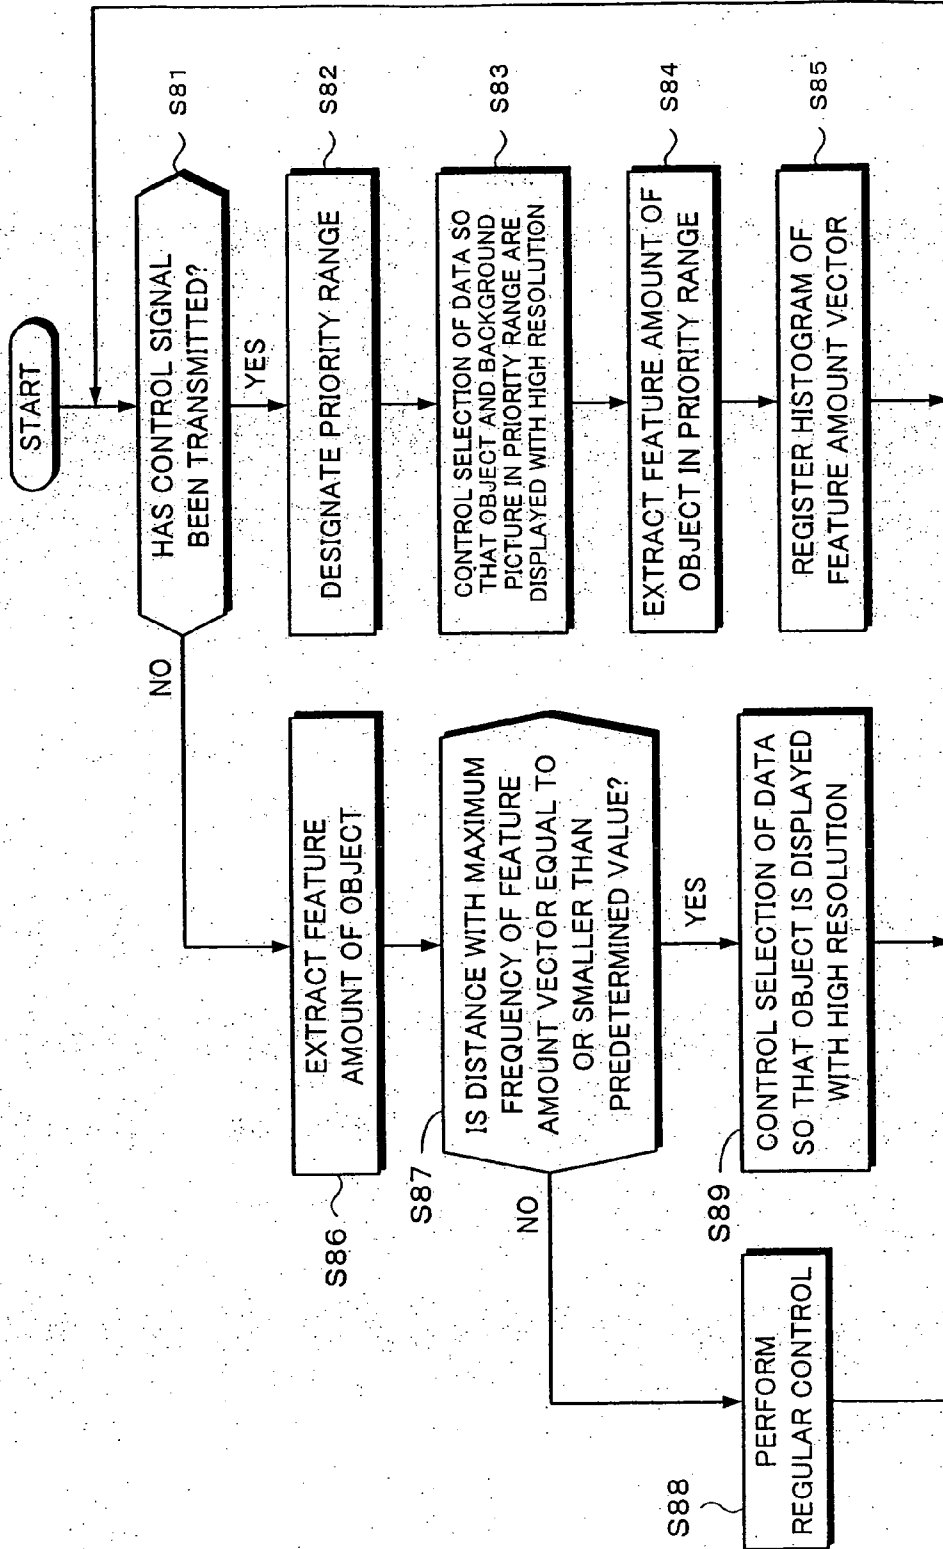 START
HAS CONTROL SIGNAL
BEEN TRANSMITTED?
S81
YES
NO
DESIGNATE PRIORITY RANGE
S82
CONTROL SELECTION OF DATA SO
THAT OBJECT AND BACKGROUND
PICTURE IN PRIORITY RANGE ARE
DISPLAYED WITH HIGH RESOLUTION
S83
EXTRACT FEATURE AMOUNT OF
OBJECT IN PRIORITY RANGE
S84
REGISTER HISTOGRAM OF
FEATURE AMOUNT VECTOR
S85
EXTRACT FEATURE
AMOUNT OF OBJECT
S86
IS DISTANCE WITH MAXIMUM
FREQUENCY OF FEATURE
AMOUNT VECTOR EQUAL TO
OR SMALLER THAN
PREDETERMINED VALUE?
S87
NO
YES
PERFORM
REGULAR CONTROL
S88
CONTROL SELECTION OF DATA
SO THAT OBJECT IS DISPLAYED
WITH HIGH RESOLUTION
S89